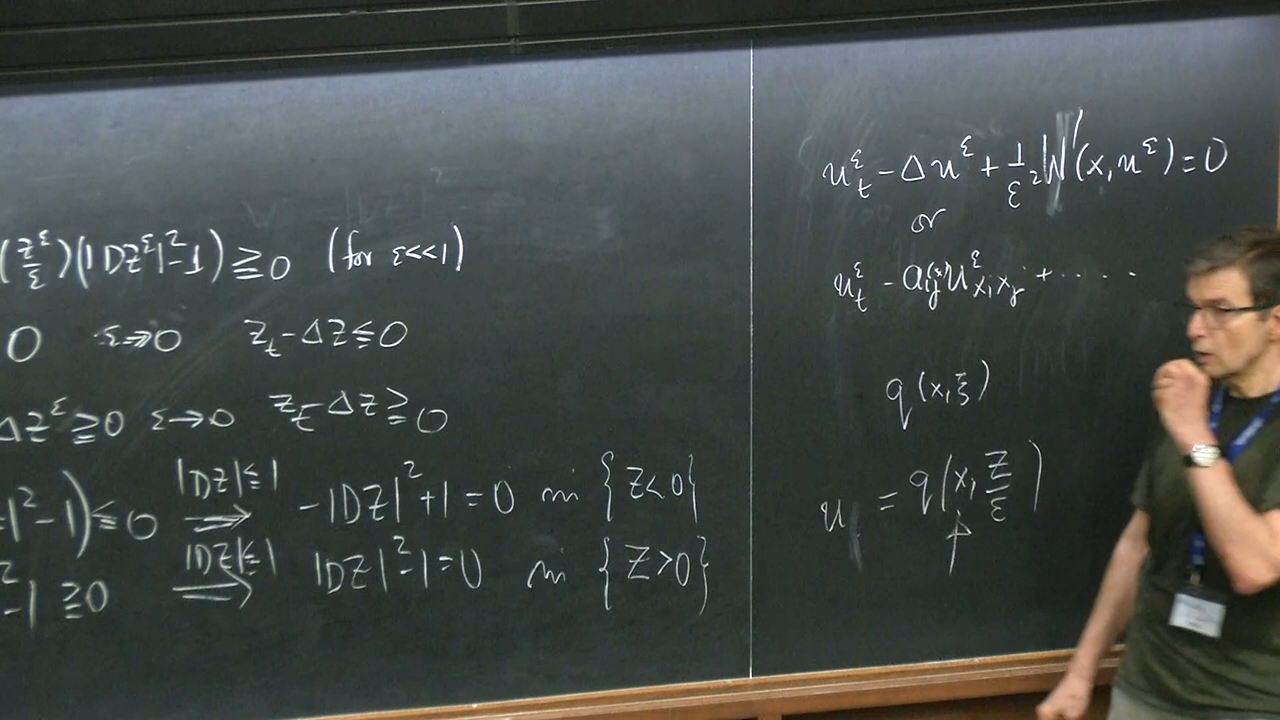 (z^ε/ε)(|Dz^ε|²-1) ≧ 0 (for ε<<1)
0 ε→0 z_t - Δz ≦ 0
Δz^ε ≧ 0 ε→0 z_t - Δz ≧ 0
|Dz|≦1
|² - 1) ≦ 0 ⟹ -|Dz|² + 1 = 0 in {z<0}
|Dz|≦1
² - 1 ≧ 0 ⟹ |Dz|² - 1 = 0 in {z>0}
u^ε_t - Δu^ε + 1/ε² W'(x, u^ε) = 0
or
u^ε_t - a_ij(x) u^ε_{x_i x_j} + .....
q(x, ξ)
u = q(x, z/ε)